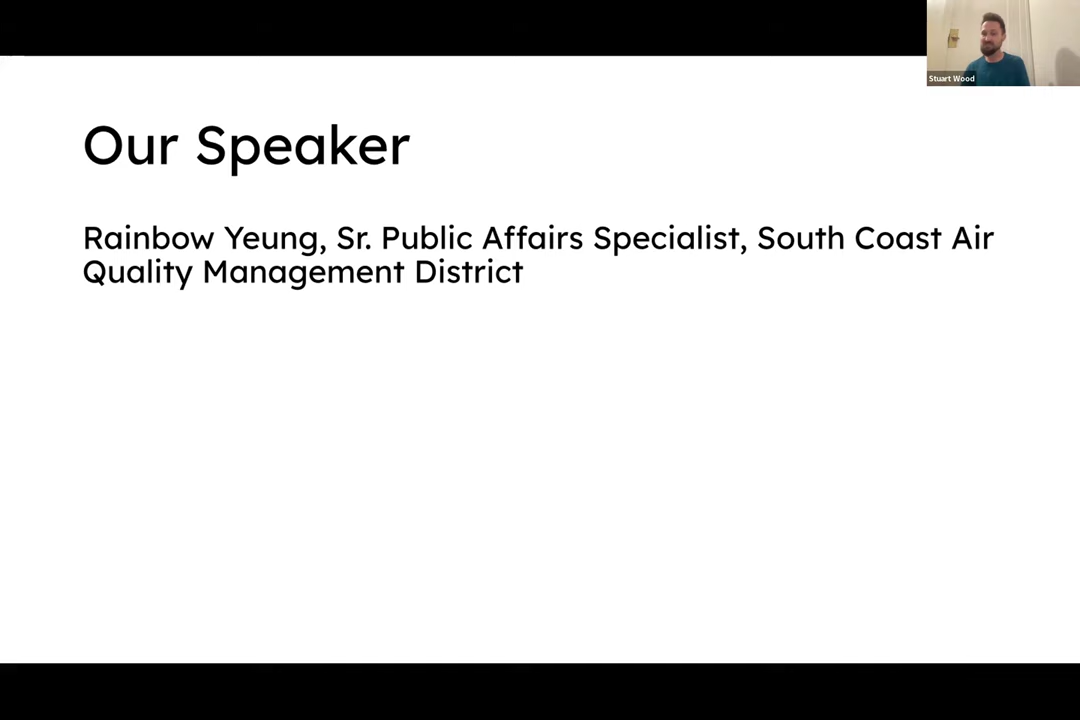 Stuart Wood
Our Speaker
Rainbow Yeung, Sr. Public Affairs Specialist, South Coast Air
Quality Management District